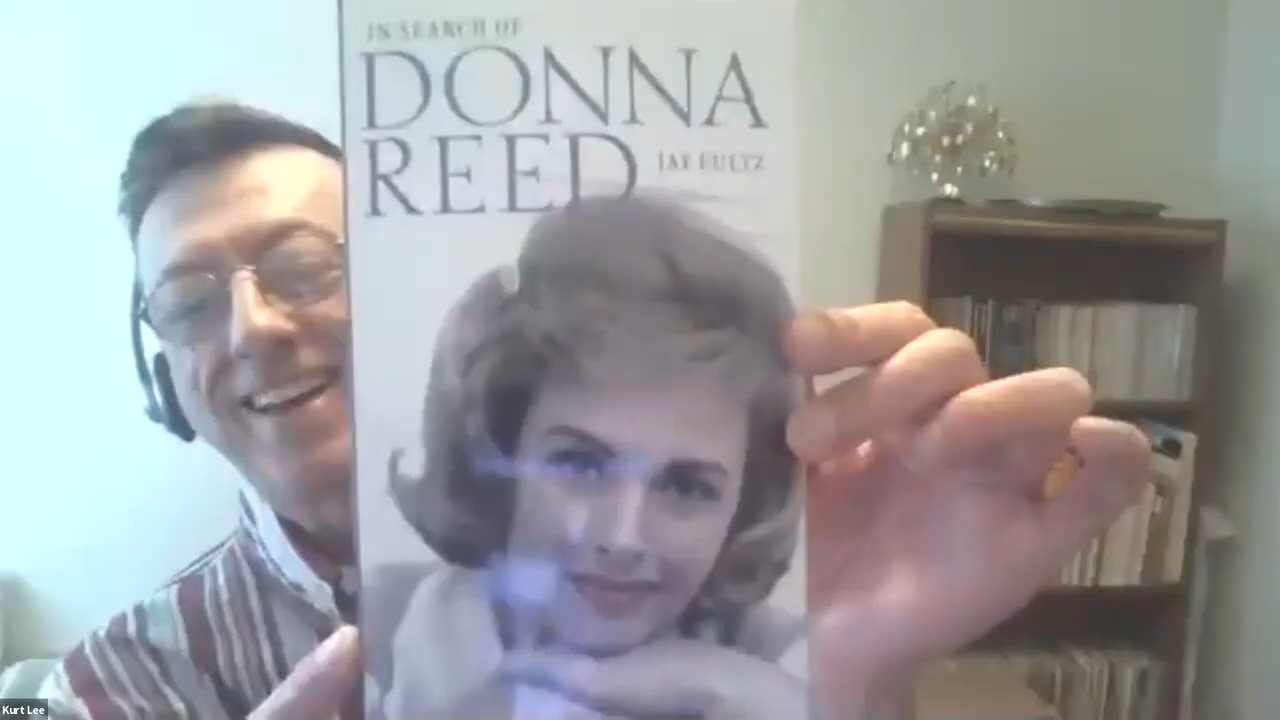 IN SEARCH OF
DONNA
REED
JAY FULTZ
Kurt Lee